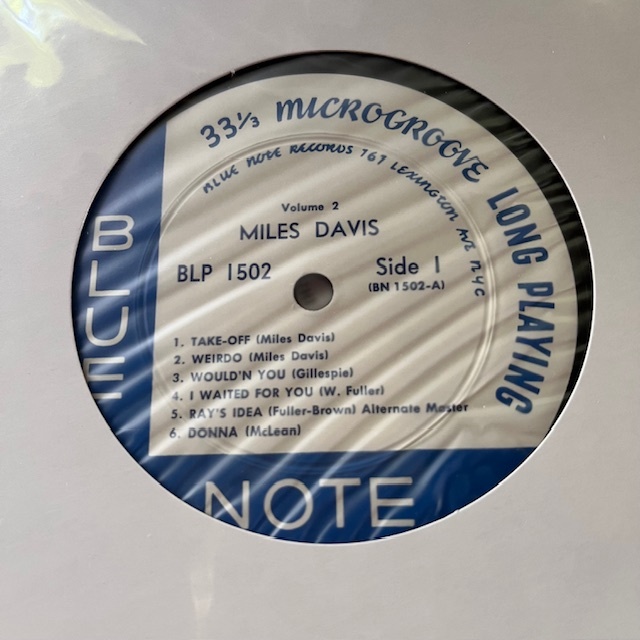 33⅓ MICROGROOVE LONG PLAYING
BLUE NOTE RECORDS 767 LEXINGTON AVE NYC
Volume 2
MILES DAVIS
BLP 1502
Side 1
(BN 1502-A)
1. TAKE-OFF (Miles Davis)
2. WEIRDO (Miles Davis)
3. WOULD'N YOU (Gillespie)
4. I WAITED FOR YOU (W. Fuller)
5. RAY'S IDEA (Fuller-Brown) Alternate Master
6. DONNA (McLean)
BLUE
NOTE